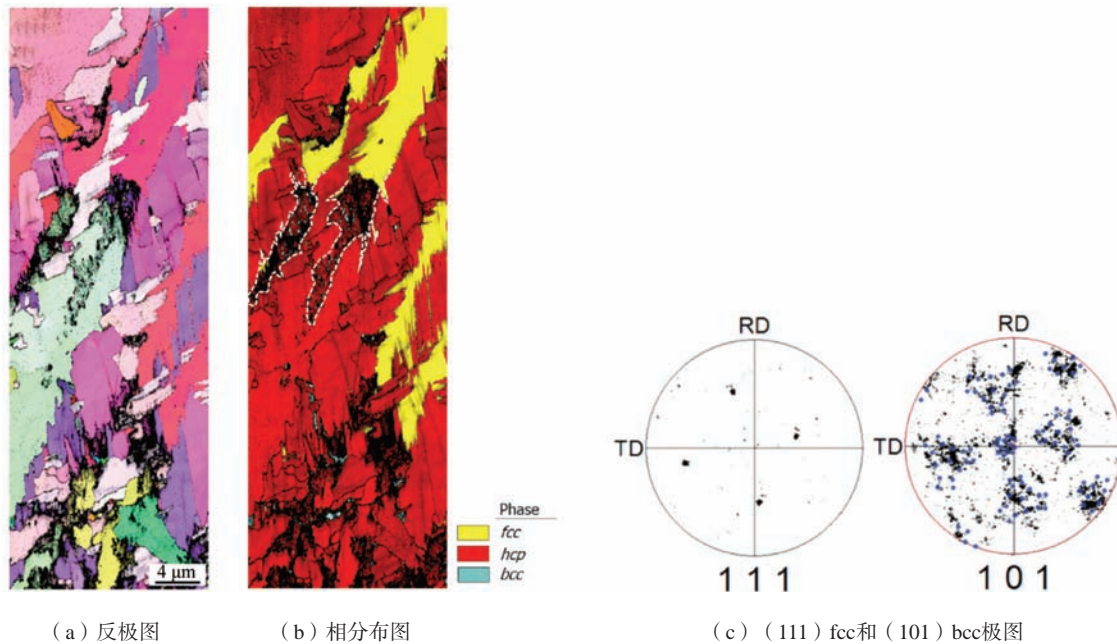 4 μm
Phase
fcc
hcp
bcc
RD
TD
1 1 1
RD
TD
1 0 1
（a）反极图
（b）相分布图
（c）（111）fcc和（101）bcc极图